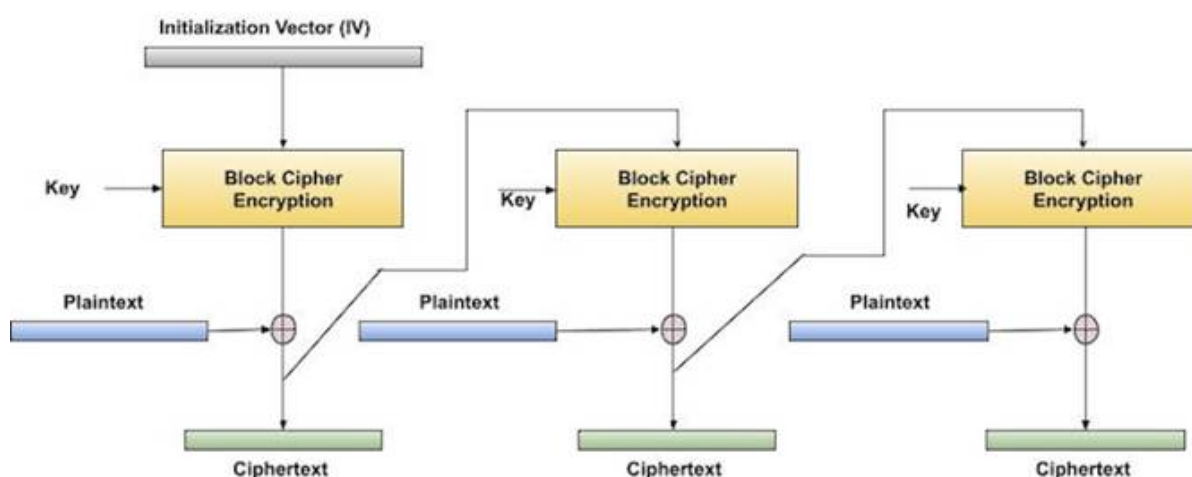 Initialization Vector (IV)
Key
Block Cipher
Encryption
Key
Block Cipher
Encryption
Key
Block Cipher
Encryption
Plaintext
Plaintext
Plaintext
Ciphertext
Ciphertext
Ciphertext